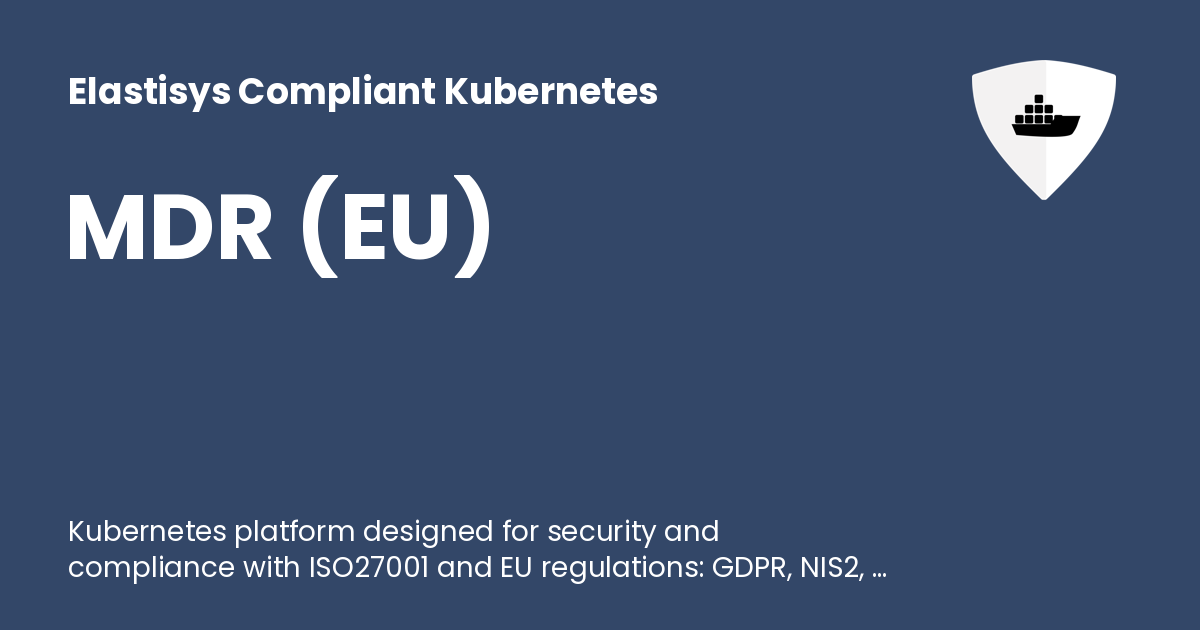 Elastisys Compliant Kubernetes
MDR (EU)
Kubernetes platform designed for security and
compliance with ISO27001 and EU regulations: GDPR, NIS2, ...